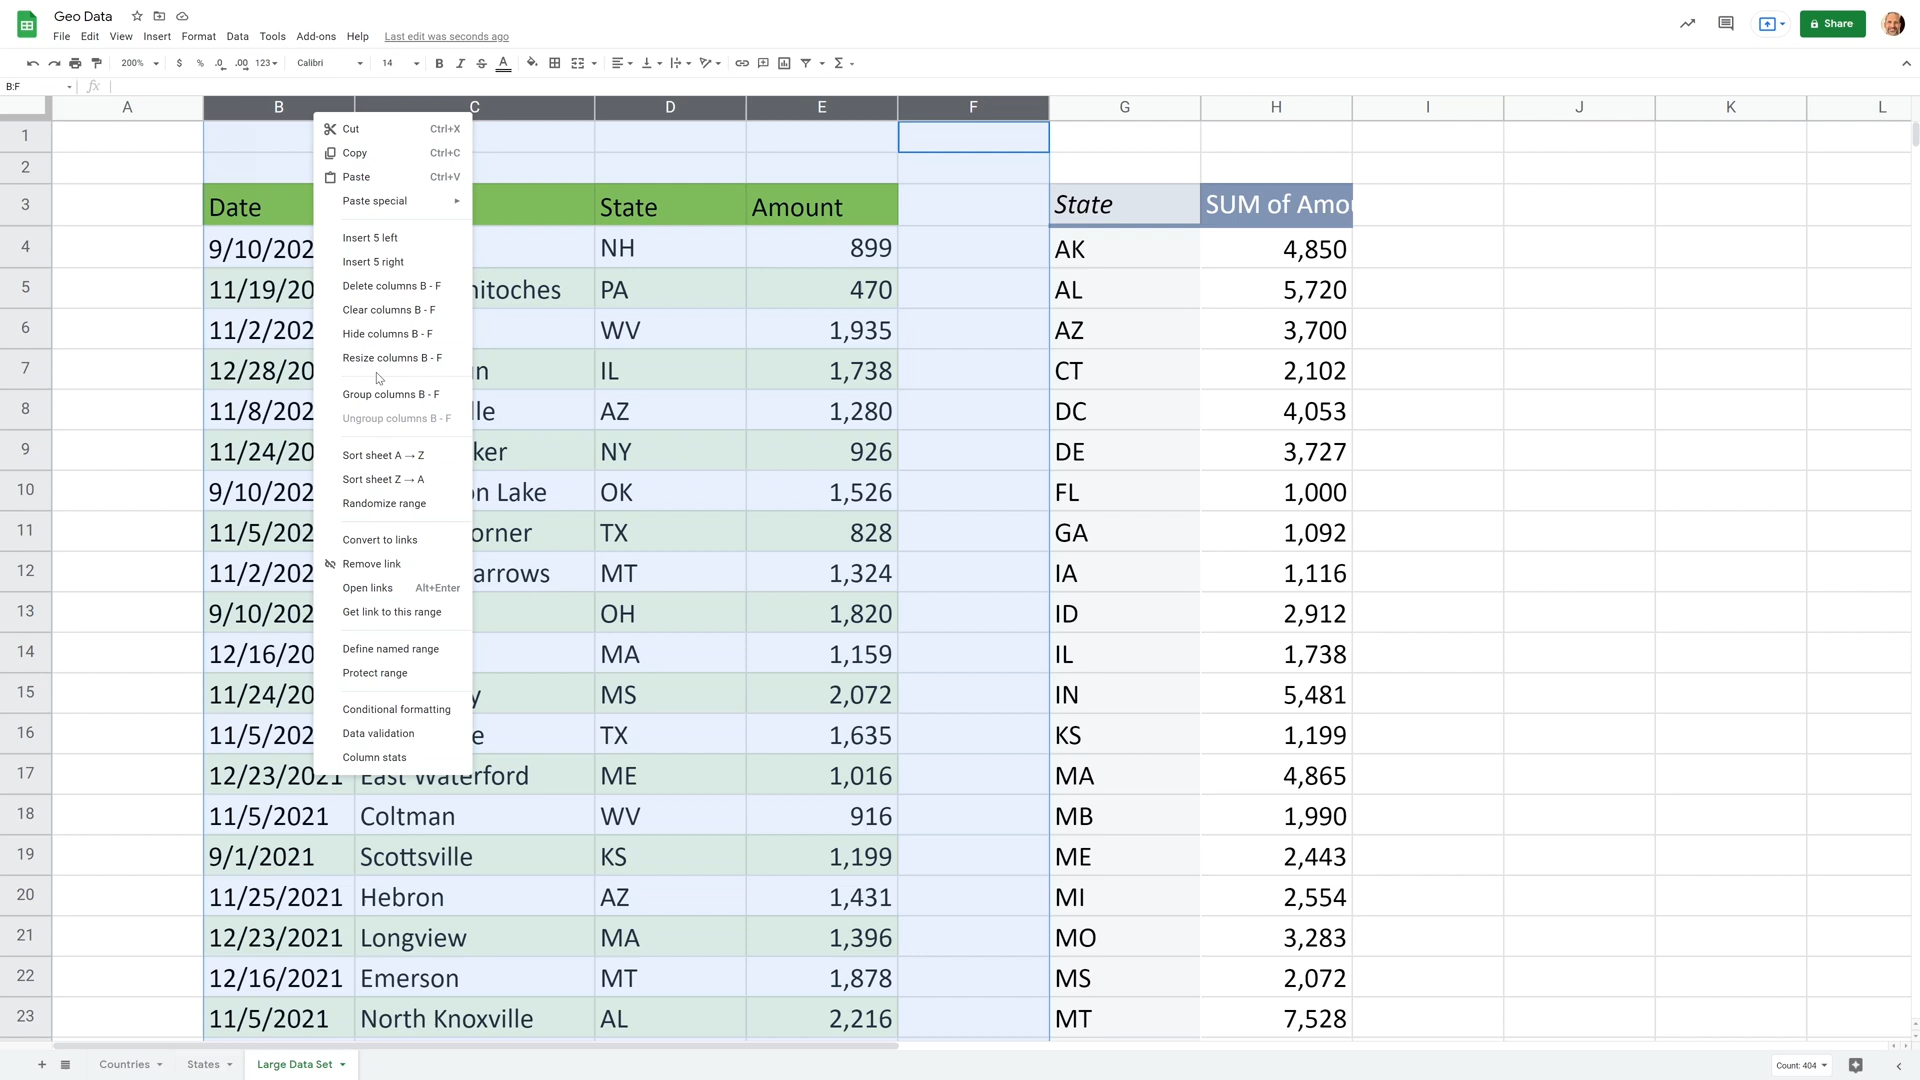 Geo Data
File Edit View Insert Format Data Tools Add-ons Help Last edit was seconds ago
Share
200% $ % .0 .00 123 Calibri 14 B I S A Σ
B:F fx
A B C D E F G H I J K L
1
2
3 Date State Amount State SUM of Amo
4 9/10/202 NH 899 AK 4,850
5 11/19/20 hitoches PA 470 AL 5,720
6 11/2/202 WV 1,935 AZ 3,700
7 12/28/20 IL 1,738 CT 2,102
8 11/8/202 lle AZ 1,280 DC 4,053
9 11/24/20 ker NY 926 DE 3,727
10 9/10/202 on Lake OK 1,526 FL 1,000
11 11/5/202 orner TX 828 GA 1,092
12 11/2/202 arrows MT 1,324 IA 1,116
13 9/10/202 OH 1,820 ID 2,912
14 12/16/20 MA 1,159 IL 1,738
15 11/24/20 y MS 2,072 IN 5,481
16 11/5/202 e TX 1,635 KS 1,199
17 12/23/2021 East Waterford ME 1,016 MA 4,865
18 11/5/2021 Coltman WV 916 MB 1,990
19 9/1/2021 Scottsville KS 1,199 ME 2,443
20 11/25/2021 Hebron AZ 1,431 MI 2,554
21 12/23/2021 Longview MA 1,396 MO 3,283
22 12/16/2021 Emerson MT 1,878 MS 2,072
23 11/5/2021 North Knoxville AL 2,216 MT 7,528
Cut Ctrl+X
Copy Ctrl+C
Paste Ctrl+V
Paste special
Insert 5 left
Insert 5 right
Delete columns B - F
Clear columns B - F
Hide columns B - F
Resize columns B - F
Group columns B - F
Ungroup columns B - F
Sort sheet A → Z
Sort sheet Z → A
Randomize range
Convert to links
Remove link
Open links Alt+Enter
Get link to this range
Define named range
Protect range
Conditional formatting
Data validation
Column stats
Countries States Large Data Set
Count: 404